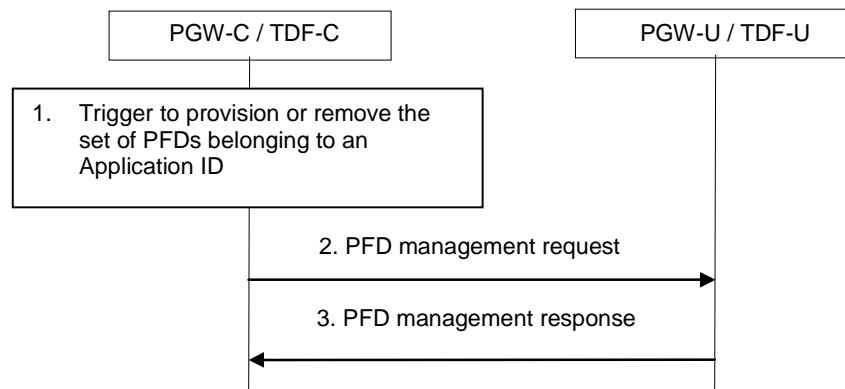 PGW-C / TDF-C
PGW-U / TDF-U
1. Trigger to provision or remove the
set of PFDs belonging to an
Application ID
2. PFD management request
3. PFD management response